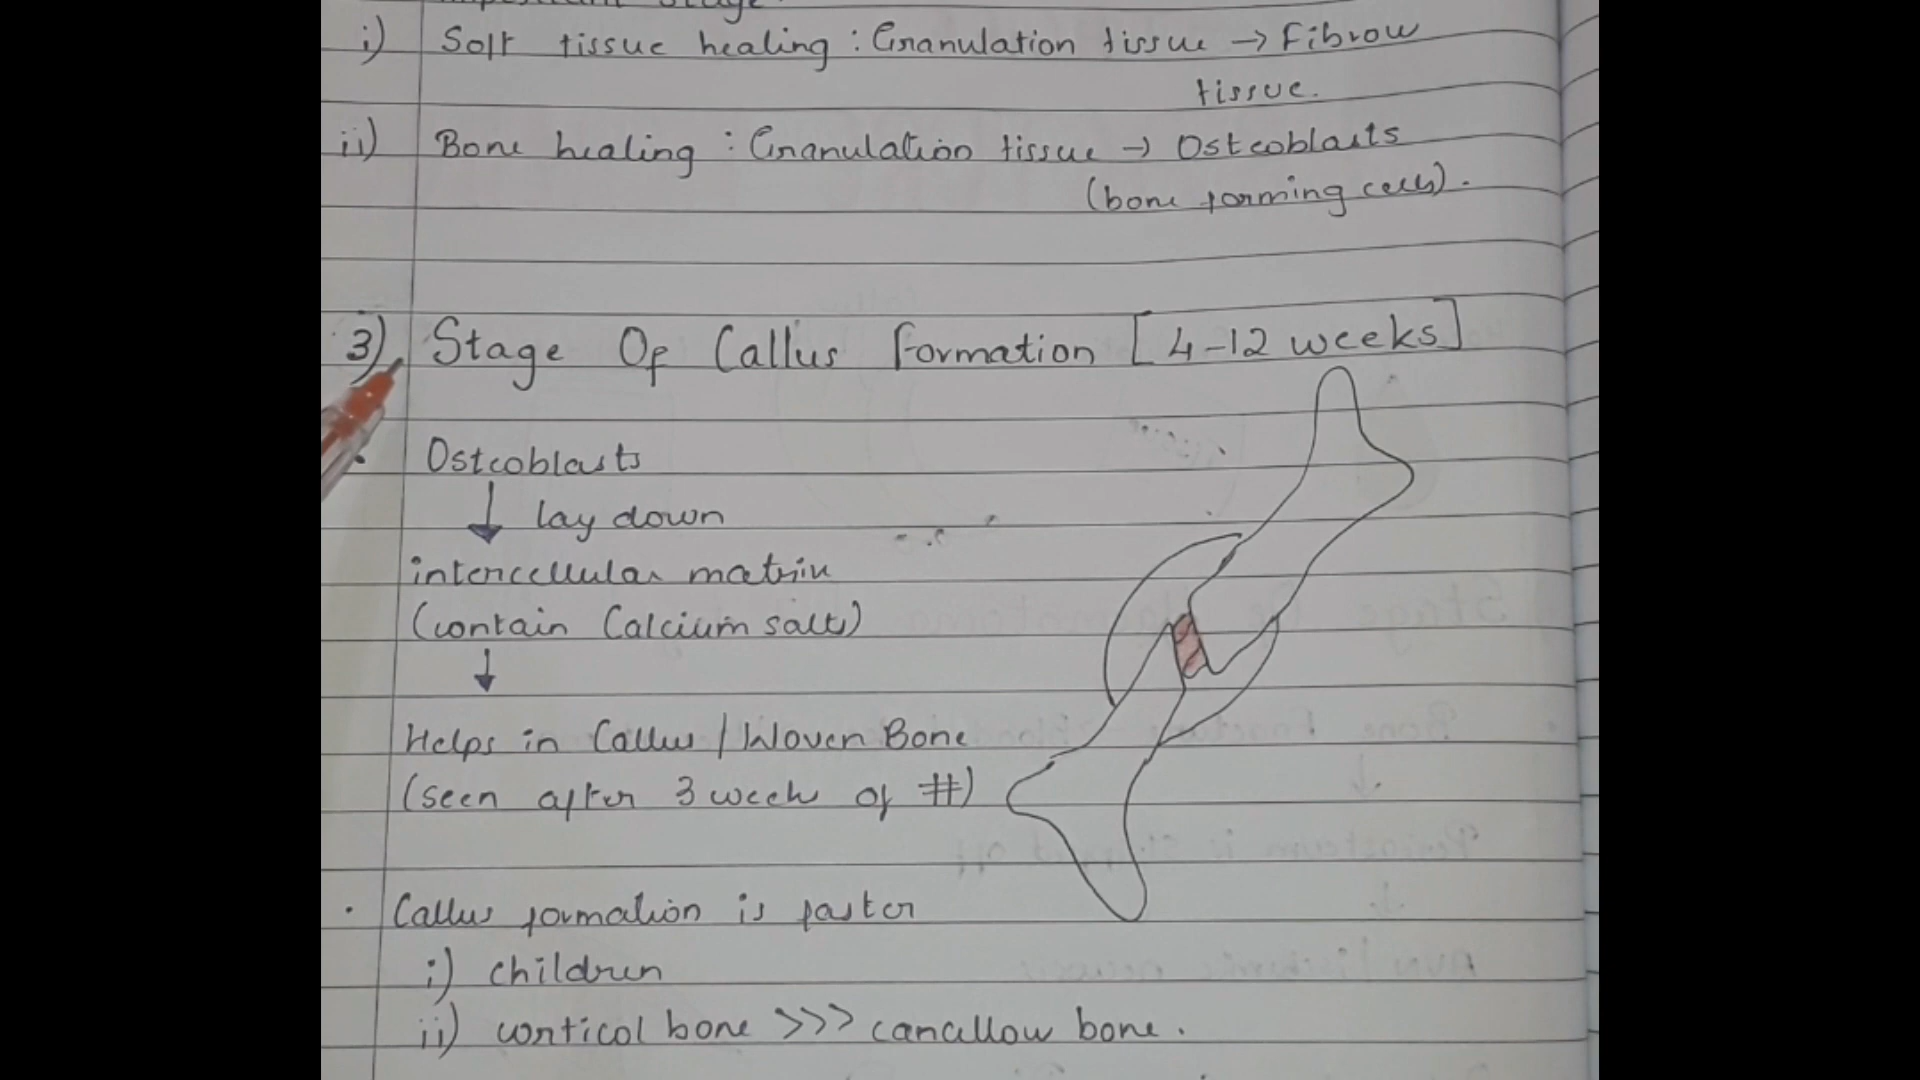 i) Soft tissue healing : Granulation tissue → Fibrous
tissue.
ii) Bone healing : Granulation tissue → Osteoblasts
(bone forming cells).
3) Stage Of Callus Formation [4-12 weeks]
• Osteoblasts
↓ lay down
intercellular matrix
(contain Calcium salt)
↓
Helps in Callus / Woven Bone
(seen after 3 week of #)
• Callus formation is faster
i) children
ii) cortical bone >>> cancellow bone.